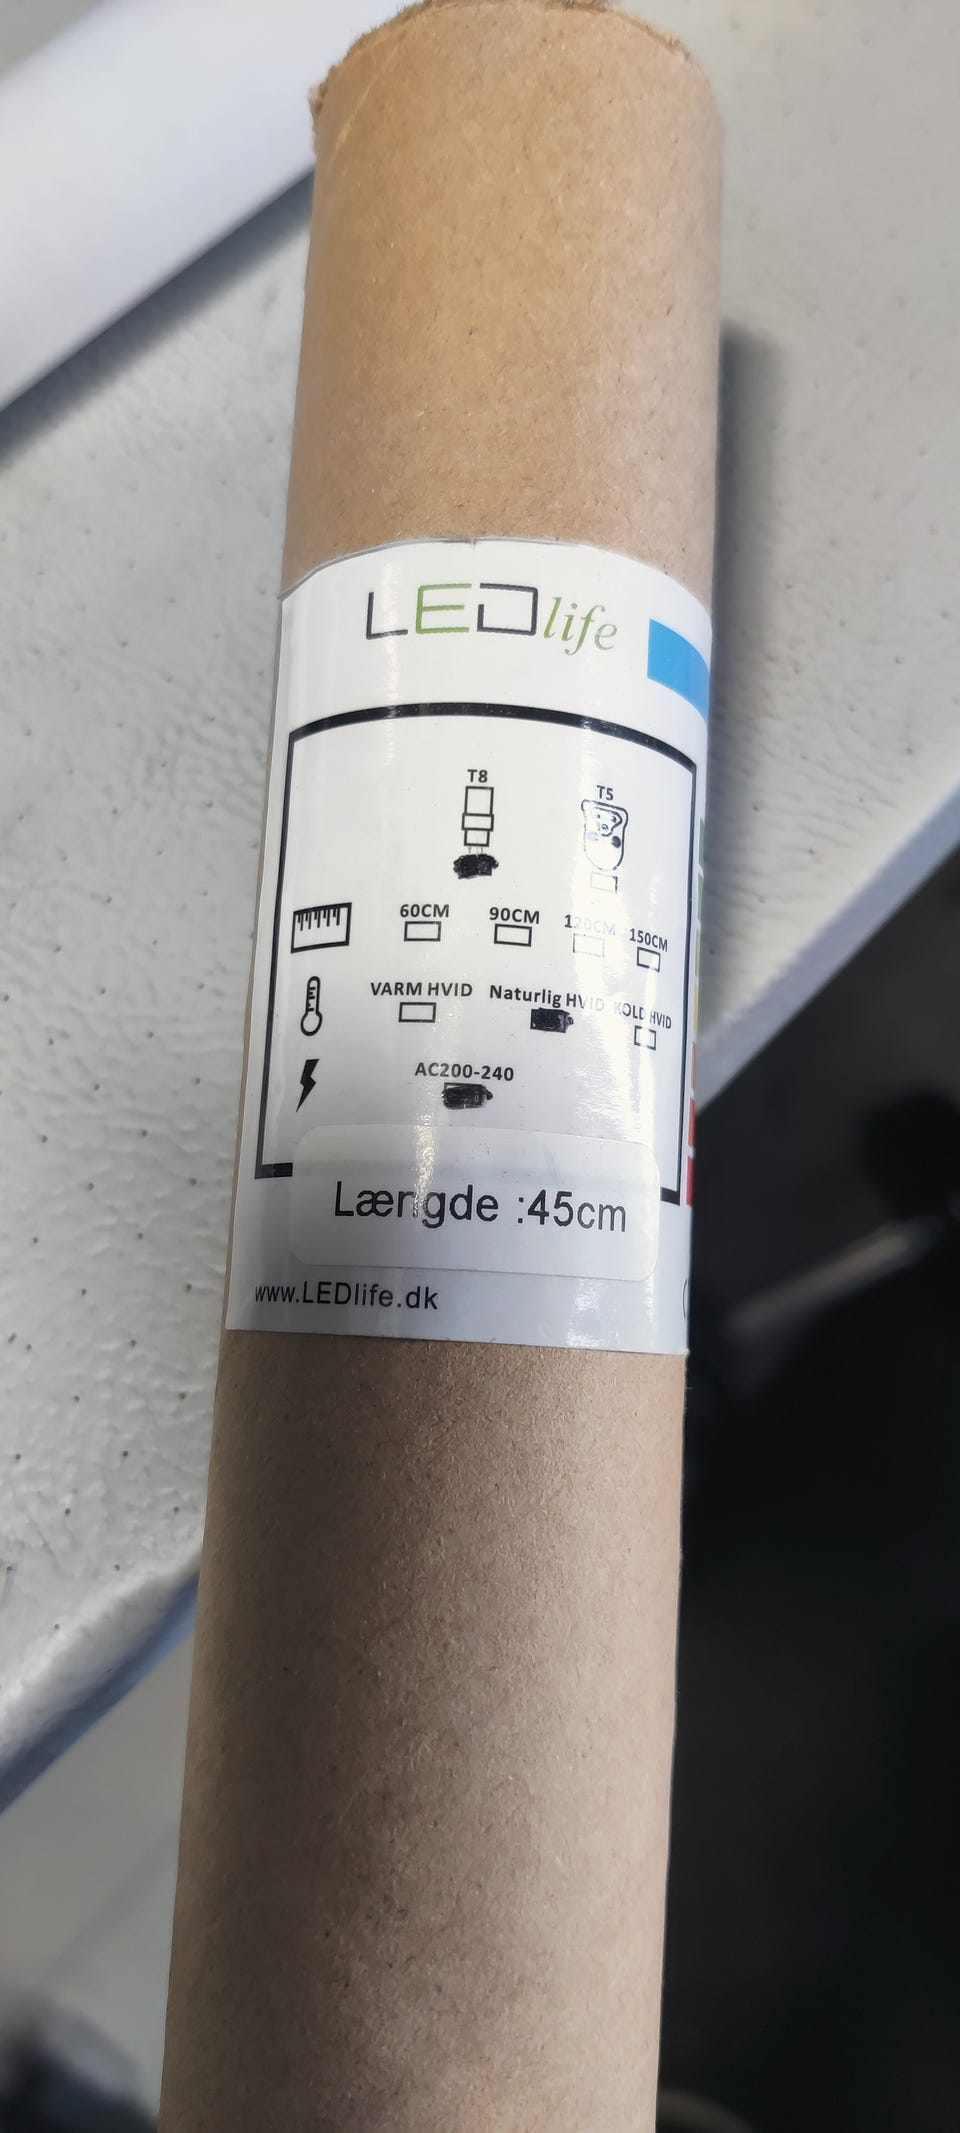 LEDlife
T8 T5
60CM 90CM 120CM 150CM
VARM HVID Naturlig HVID KOLD HVID
AC200-240
Længde :45cm
www.LEDlife.dk